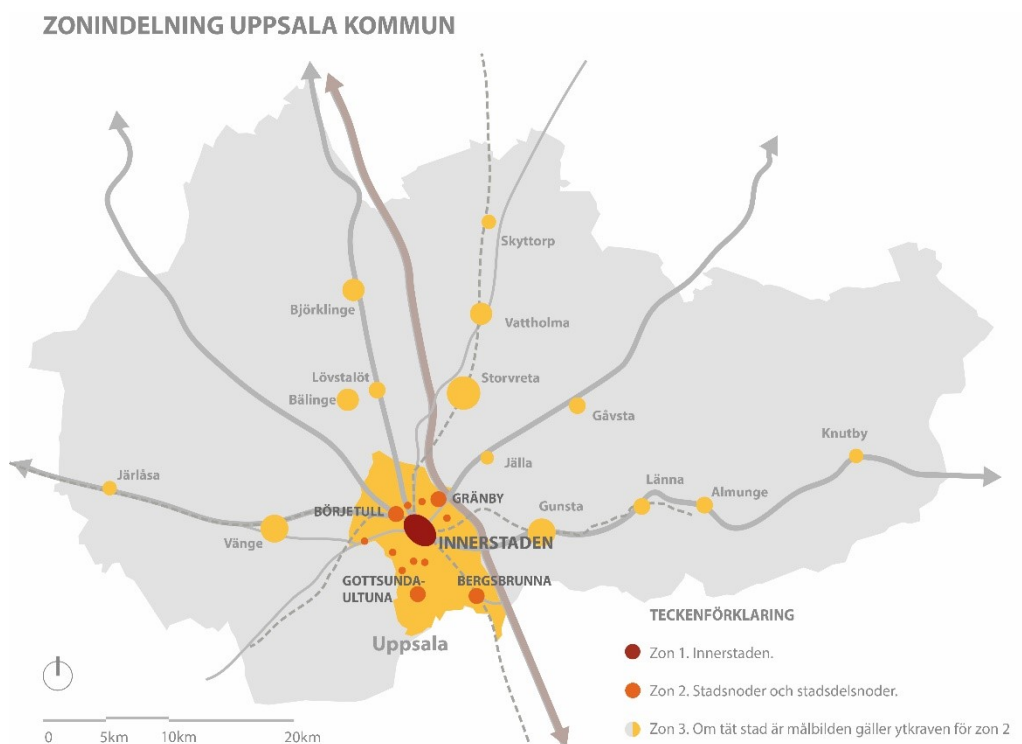 ZONINDELNING UPPSALA KOMMUN
Skyttorp
Björklinge
Vattholma
Lövstalöt
Storvreta
Bälinge
Gåvsta
Knutby
Jälla
Järlåsa
Länna
Almunge
GRÄNBY
BÖRJETULL
Gunsta
Vänge
INNERSTADEN
GOTTSUNDA-
ULTUNA
BERGSBRUNNA
Uppsala
TECKENFÖRKLARING
Zon 1. Innerstaden.
Zon 2. Stadsnoder och stadsdelsnoder.
Zon 3. Om tät stad är målbilden gäller ytkraven för zon 2
0 5km 10km 20km